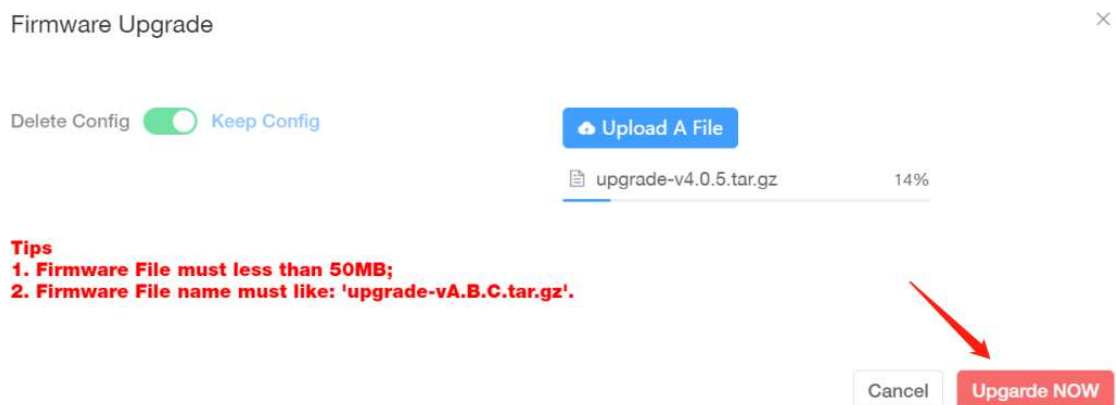 Firmware Upgrade
Delete Config Keep Config
Upload A File
upgrade-v4.0.5.tar.gz 14%
Tips
1. Firmware File must less than 50MB;
2. Firmware File name must like: 'upgrade-vA.B.C.tar.gz'.
Cancel Upgarde NOW